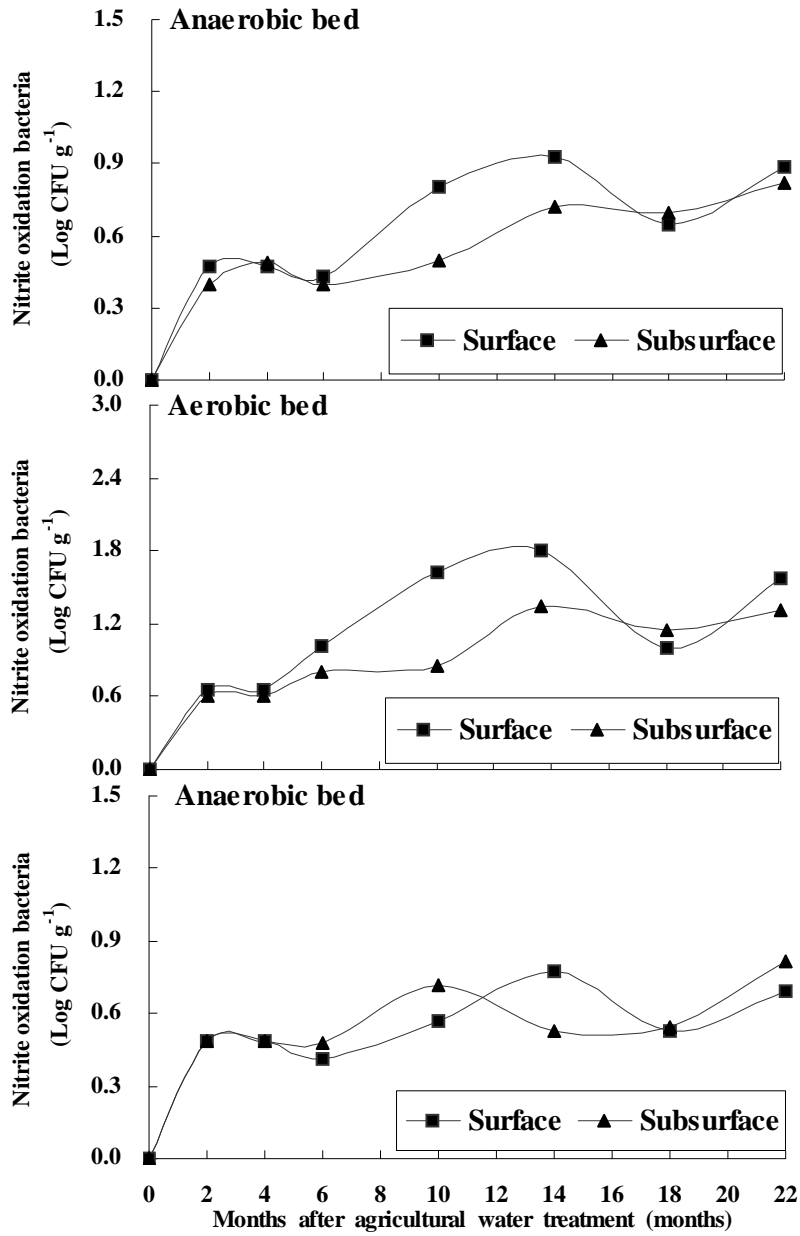 Anaerobic bed
1.5
1.2
0.9
0.6
0.3
0.0
Nitrite oxidation bacteria
(Log CFU g-1)
Surface Subsurface
Aerobic bed
3.0
2.4
1.8
1.2
0.6
0.0
Nitrite oxidation bacteria
(Log CFU g-1)
Surface Subsurface
Anaerobic bed
1.5
1.2
0.9
0.6
0.3
0.0
Nitrite oxidation bacteria
(Log CFU g-1)
Surface Subsurface
0 2 4 6 8 10 12 14 16 18 20 22
Months after agricultural water treatment (months)